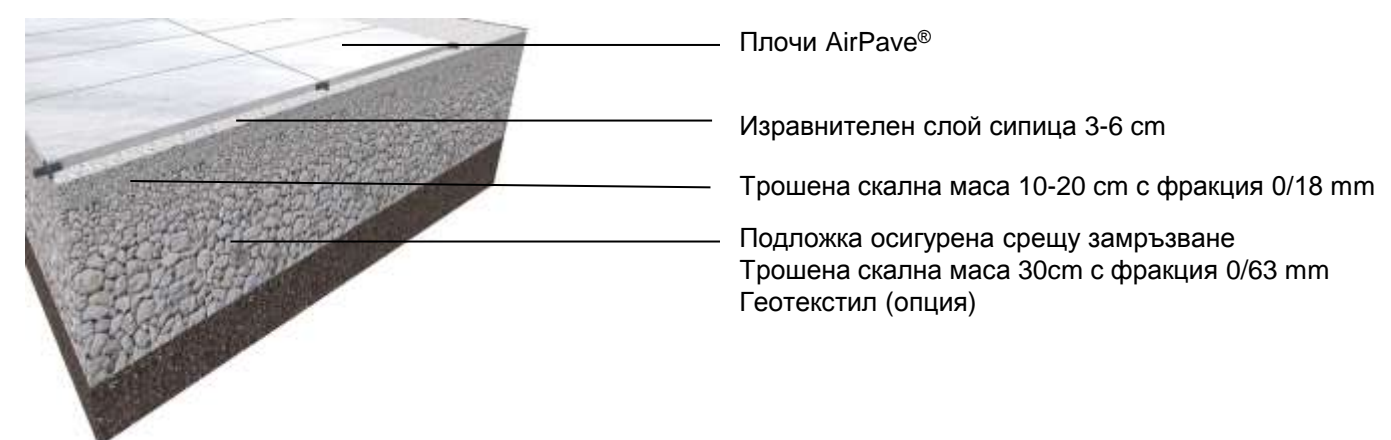 Плочи AirPave®
Изравнителен слой сипица 3-6 cm
Трошена скална маса 10-20 cm с фракция 0/18 mm
Подложка осигурена срещу замръзване
Трошена скална маса 30cm с фракция 0/63 mm
Геотекстил (опция)